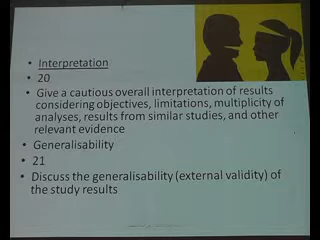 • Interpretation
• 20
• Give a cautious overall interpretation of results
considering objectives, limitations, multiplicity of
analyses, results from similar studies, and other
relevant evidence
• Generalisability
• 21
• Discuss the generalisability (external validity) of
the study results